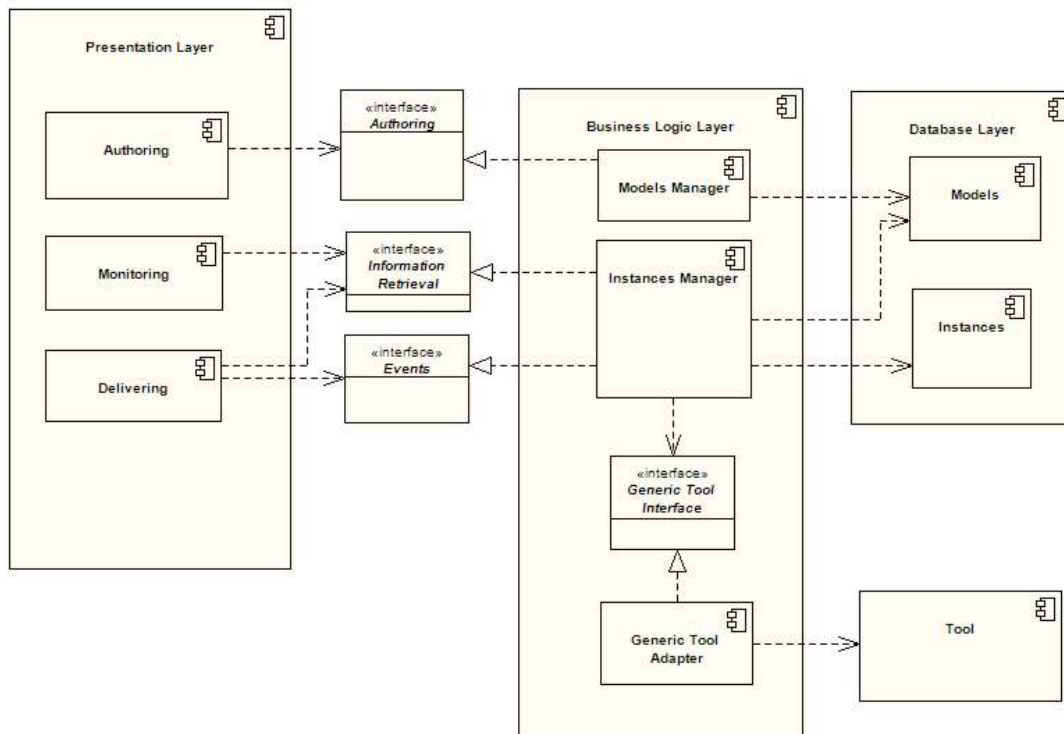 Presentation Layer
Authoring
Monitoring
Delivering
«interface»
Authoring
«interface»
Information
Retrieval
«interface»
Events
Business Logic Layer
Models Manager
Instances Manager
«interface»
Generic Tool
Interface
Generic Tool
Adapter
Database Layer
Models
Instances
Tool